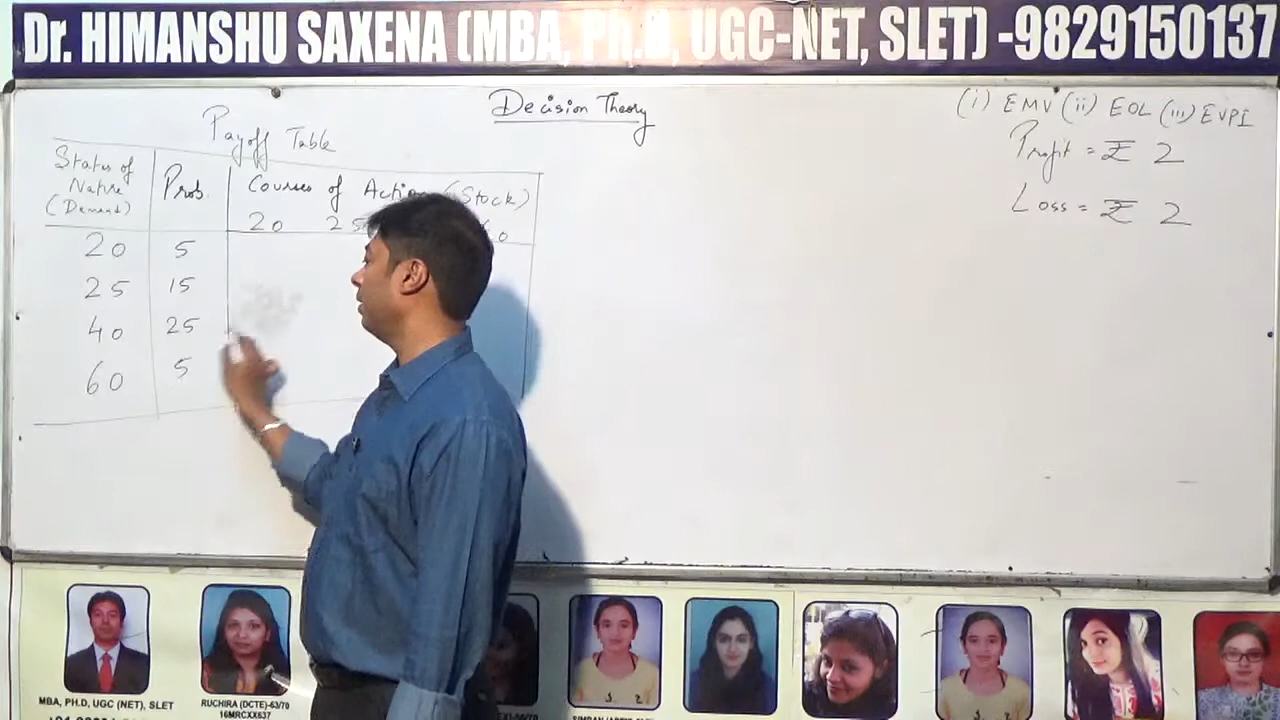 Dr. HIMANSHU SAXENA (MBA, Ph.D, UGC-NET, SLET) -9829150137
Decision Theory
(i) EMV (ii) EOL (iii) EVPI
Profit = ₹ 2
Loss = ₹ 2
Payoff Table
States of Nature (Demand)
Prob.
Courses of Action (Stock)
20 25
20 5
25 15
40 25
60 5
MBA, PH.D, UGC (NET), SLET
RUCHIRA (DCTE)-63/70
16MRCXX637